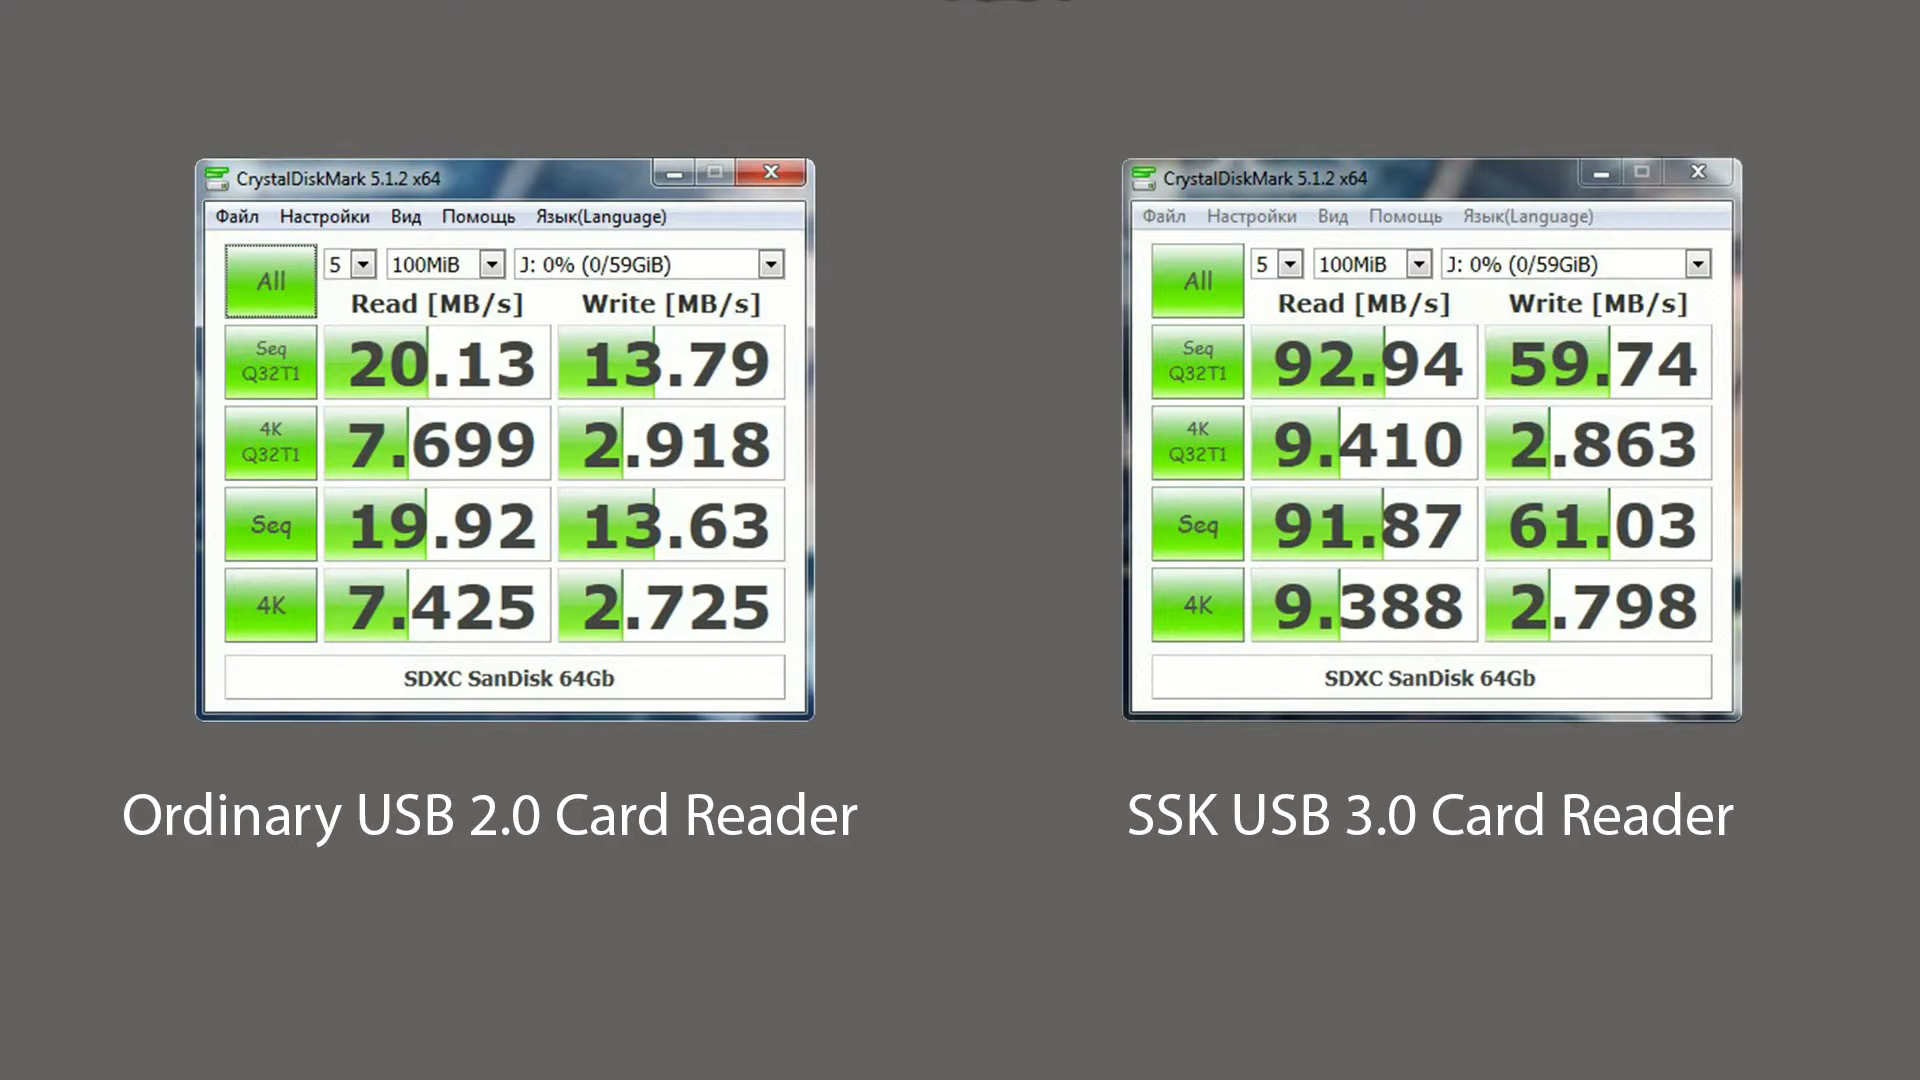 CrystalDiskMark 5.1.2 x64
Файл Настройки Вид Помощь Язык(Language)
All 5 100MiB J: 0% (0/59GiB)
Read [MB/s] Write [MB/s]
Seq Q32T1 20.13 13.79
4K Q32T1 7.699 2.918
Seq 19.92 13.63
4K 7.425 2.725
SDXC SanDisk 64Gb
Ordinary USB 2.0 Card Reader
CrystalDiskMark 5.1.2 x64
Файл Настройки Вид Помощь Язык(Language)
All 5 100MiB J: 0% (0/59GiB)
Read [MB/s] Write [MB/s]
Seq Q32T1 92.94 59.74
4K Q32T1 9.410 2.863
Seq 91.87 61.03
4K 9.388 2.798
SDXC SanDisk 64Gb
SSK USB 3.0 Card Reader